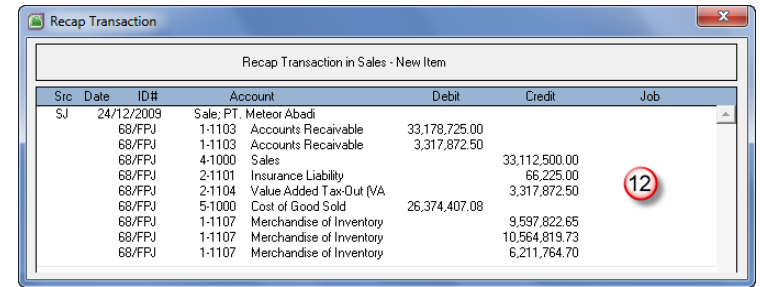 Recap Transaction
x
Recap Transaction in Sales - New Item
Src Date ID# Account Debit Credit Job
SJ 24/12/2009 Sale; PT. Meteor Abadi
68/FPJ 1-1103 Accounts Recaivable 33,178,725.00
68/FPJ 1-1103 Accounts Recaivable 3,317,872.50
68/FPJ 4-1000 Sales 33,112,500.00
68/FPJ 2-1101 Insurance Liability 66,225.00
68/FPJ 2-1104 Value Added Tax-Out (VA 3,317,872.50
68/FPJ 5-1000 Cost of Good Sold 26,374,407.08
68/FPJ 1-1107 Merchandise of Inventory 9,597,822.65
68/FPJ 1-1107 Merchandise of Inventory 10,564,819.73
68/FPJ 1-1107 Merchandise of Inventory 6,211,764.70
12